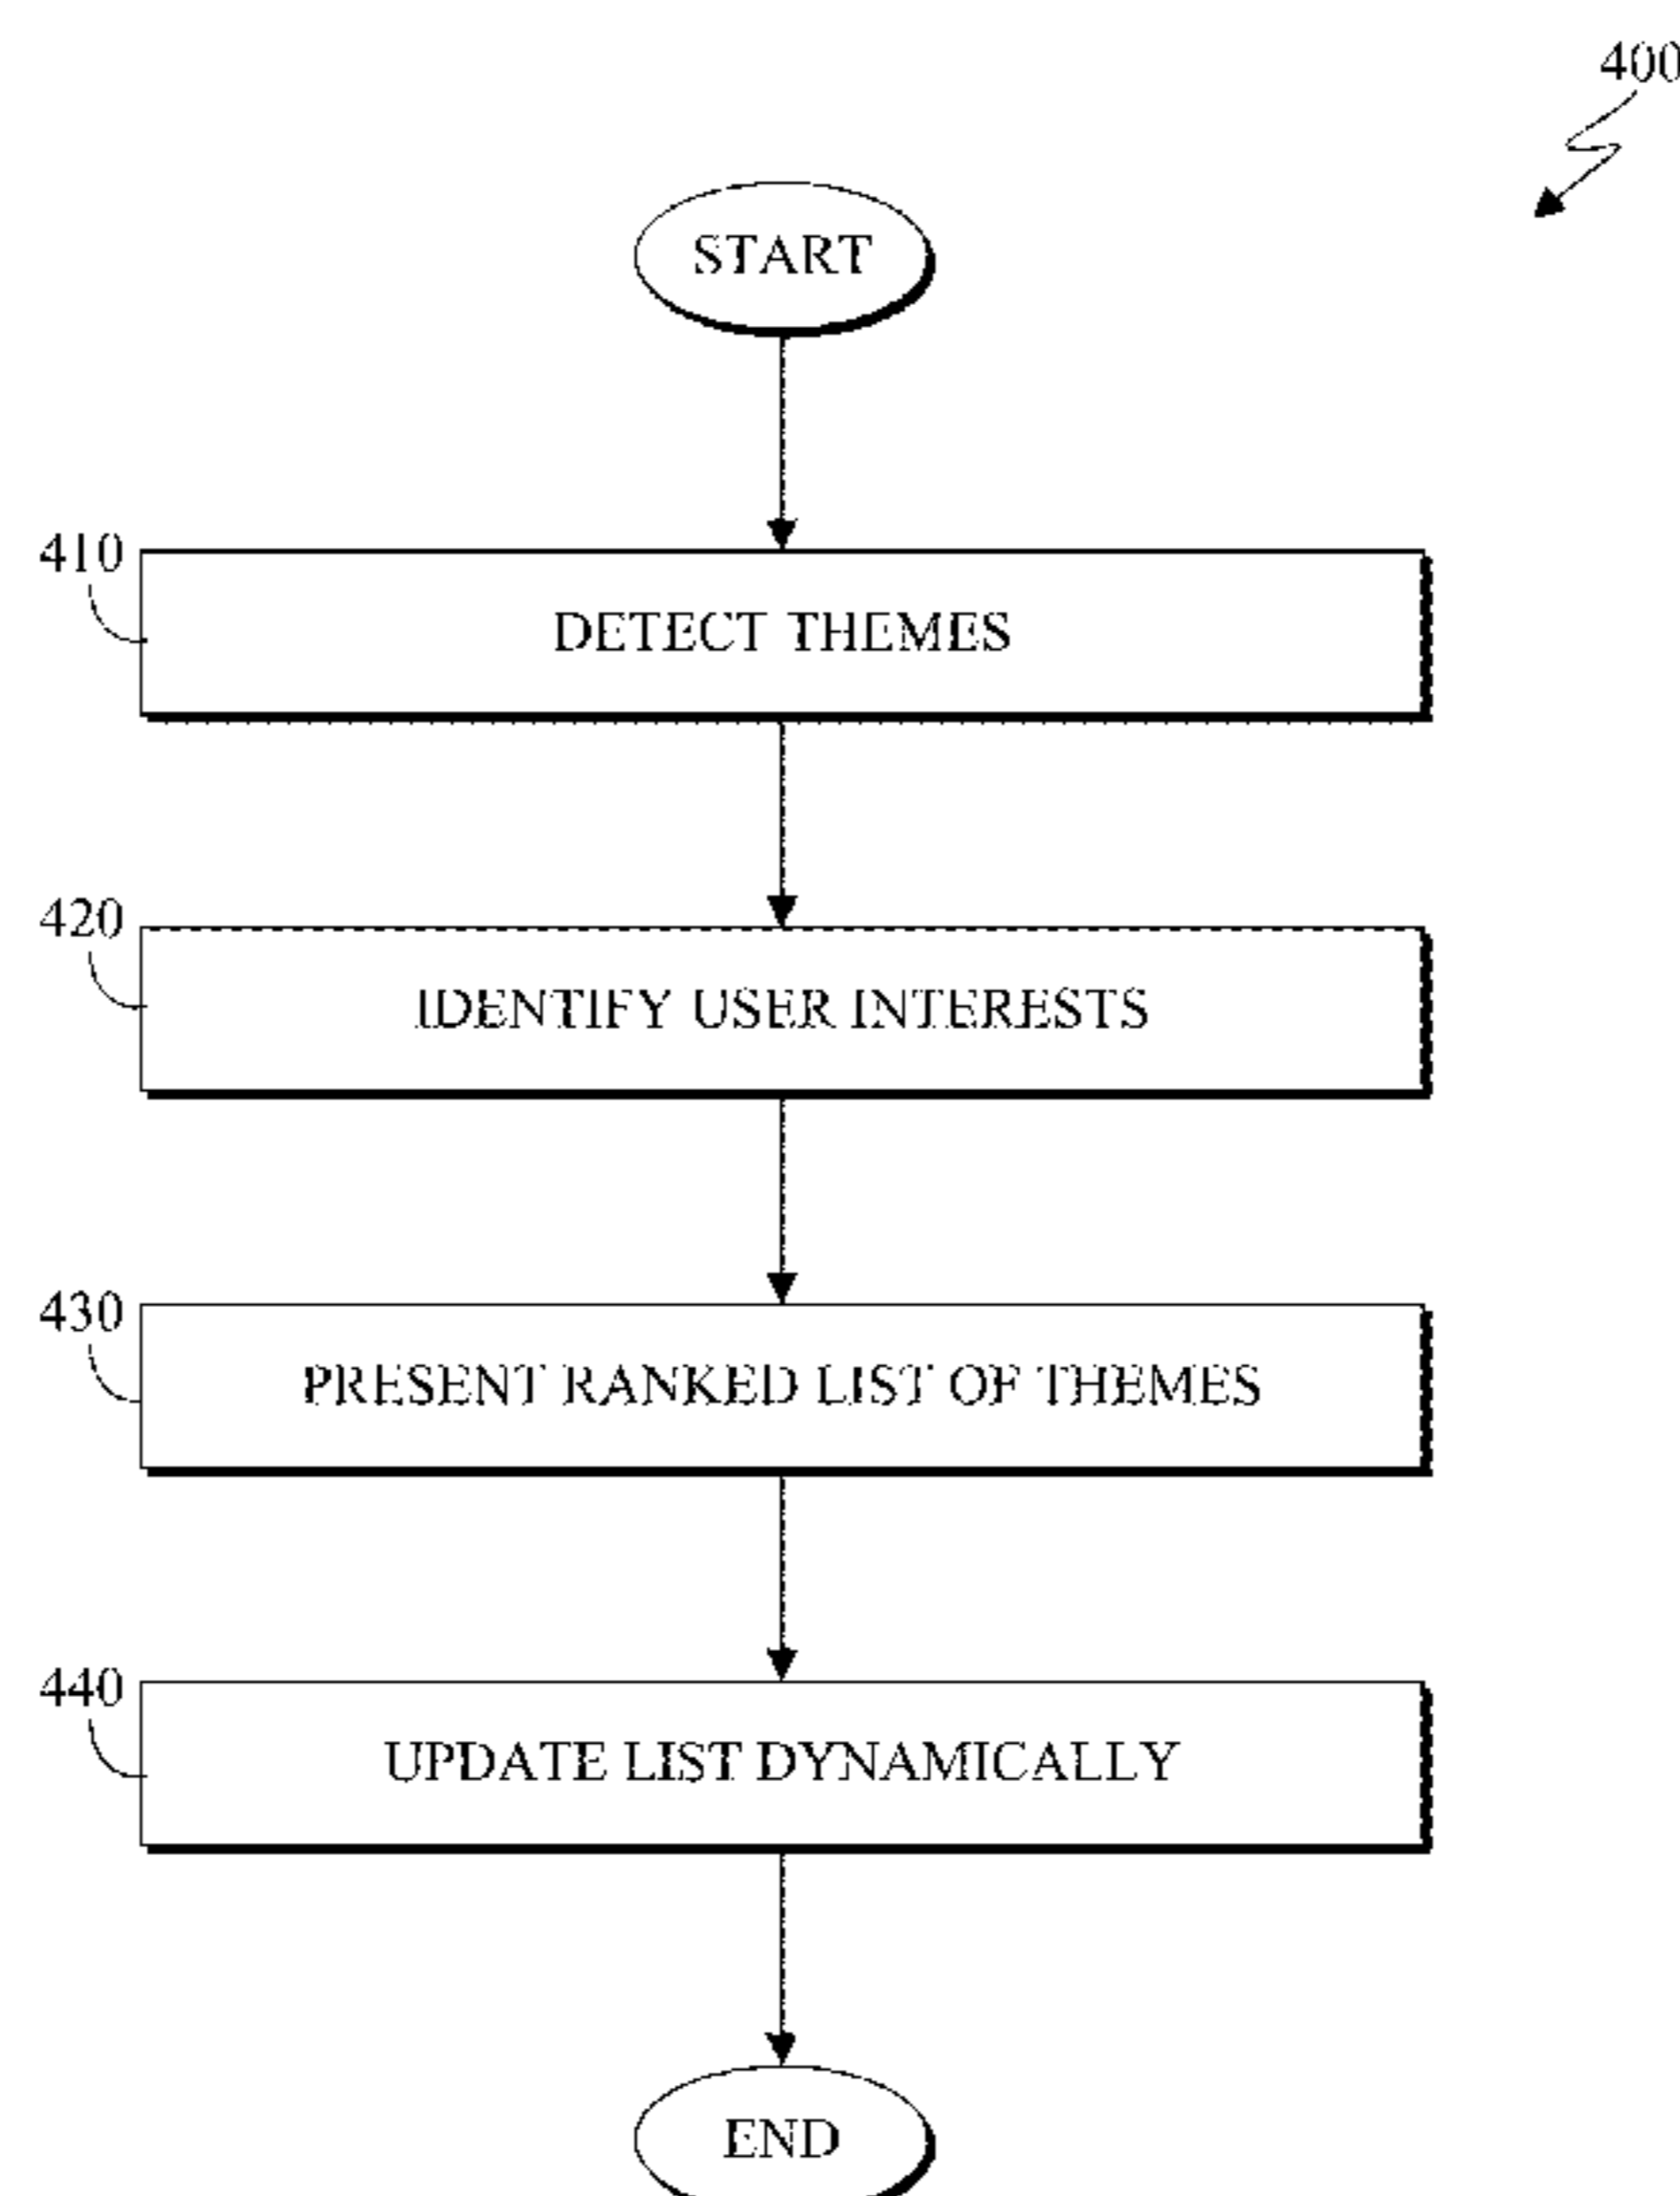 400
START
410
DETECT THEMES
420
IDENTIFY USER INTERESTS
430
PRESENT RANKED LIST OF THEMES
440
UPDATE LIST DYNAMICALLY
END